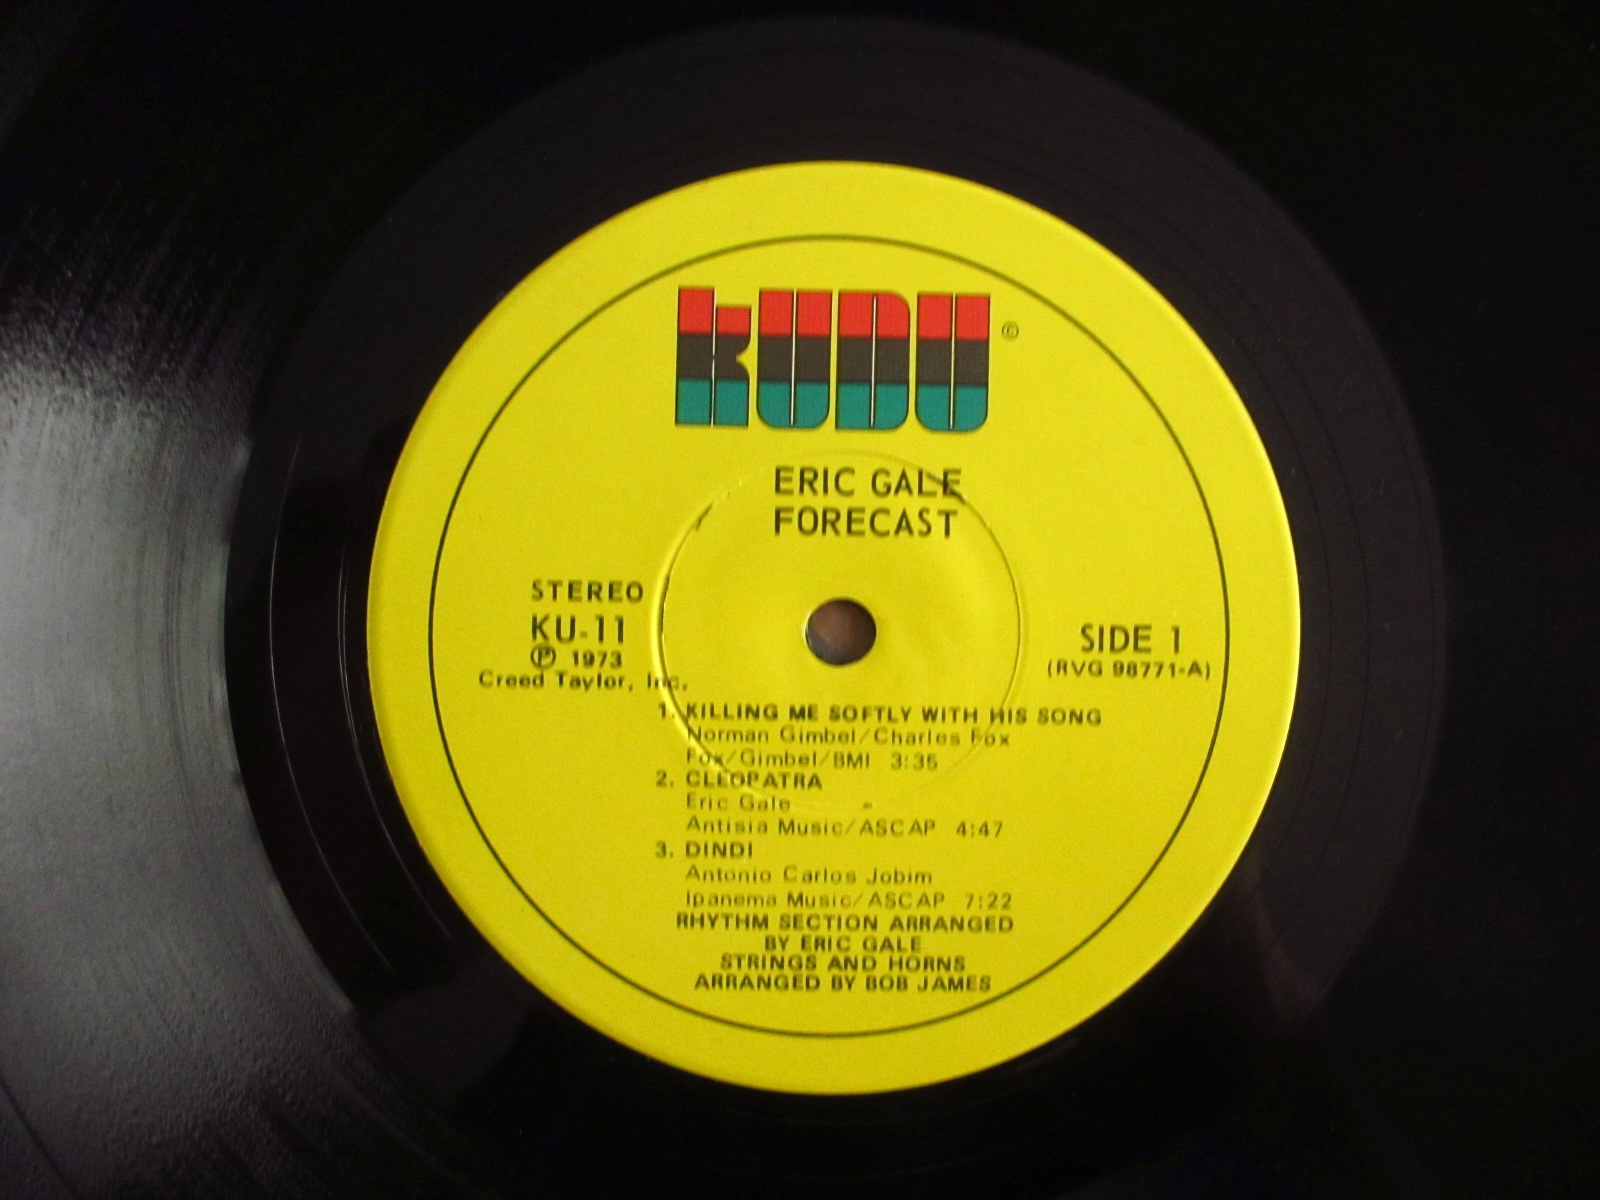 kUDU ©
ERIC GALE
FORECAST
STEREO
KU-11
Ⓟ 1973
Creed Taylor, Inc.
SIDE 1
(RVG 98771-A)
1. KILLING ME SOFTLY WITH HIS SONG
Norman Gimbel/Charles Fox
Fox/Gimbel/BMI 3:35
2. CLEOPATRA
Eric Gale
Antisia Music/ASCAP 4:47
3. DINDI
Antonio Carlos Jobim
Ipanema Music/ASCAP 7:22
RHYTHM SECTION ARRANGED
BY ERIC GALE
STRINGS AND HORNS
ARRANGED BY BOB JAMES